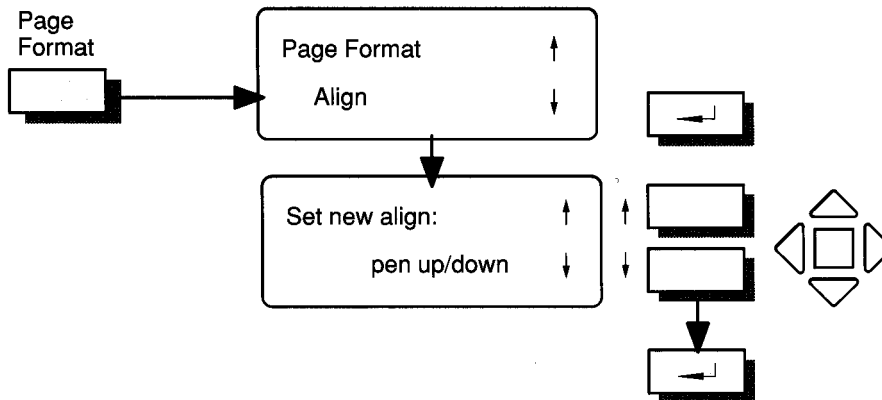 Page
Format
Page Format ↑
Align ↓
Set new align: ↑ ↑
pen up/down ↓ ↓